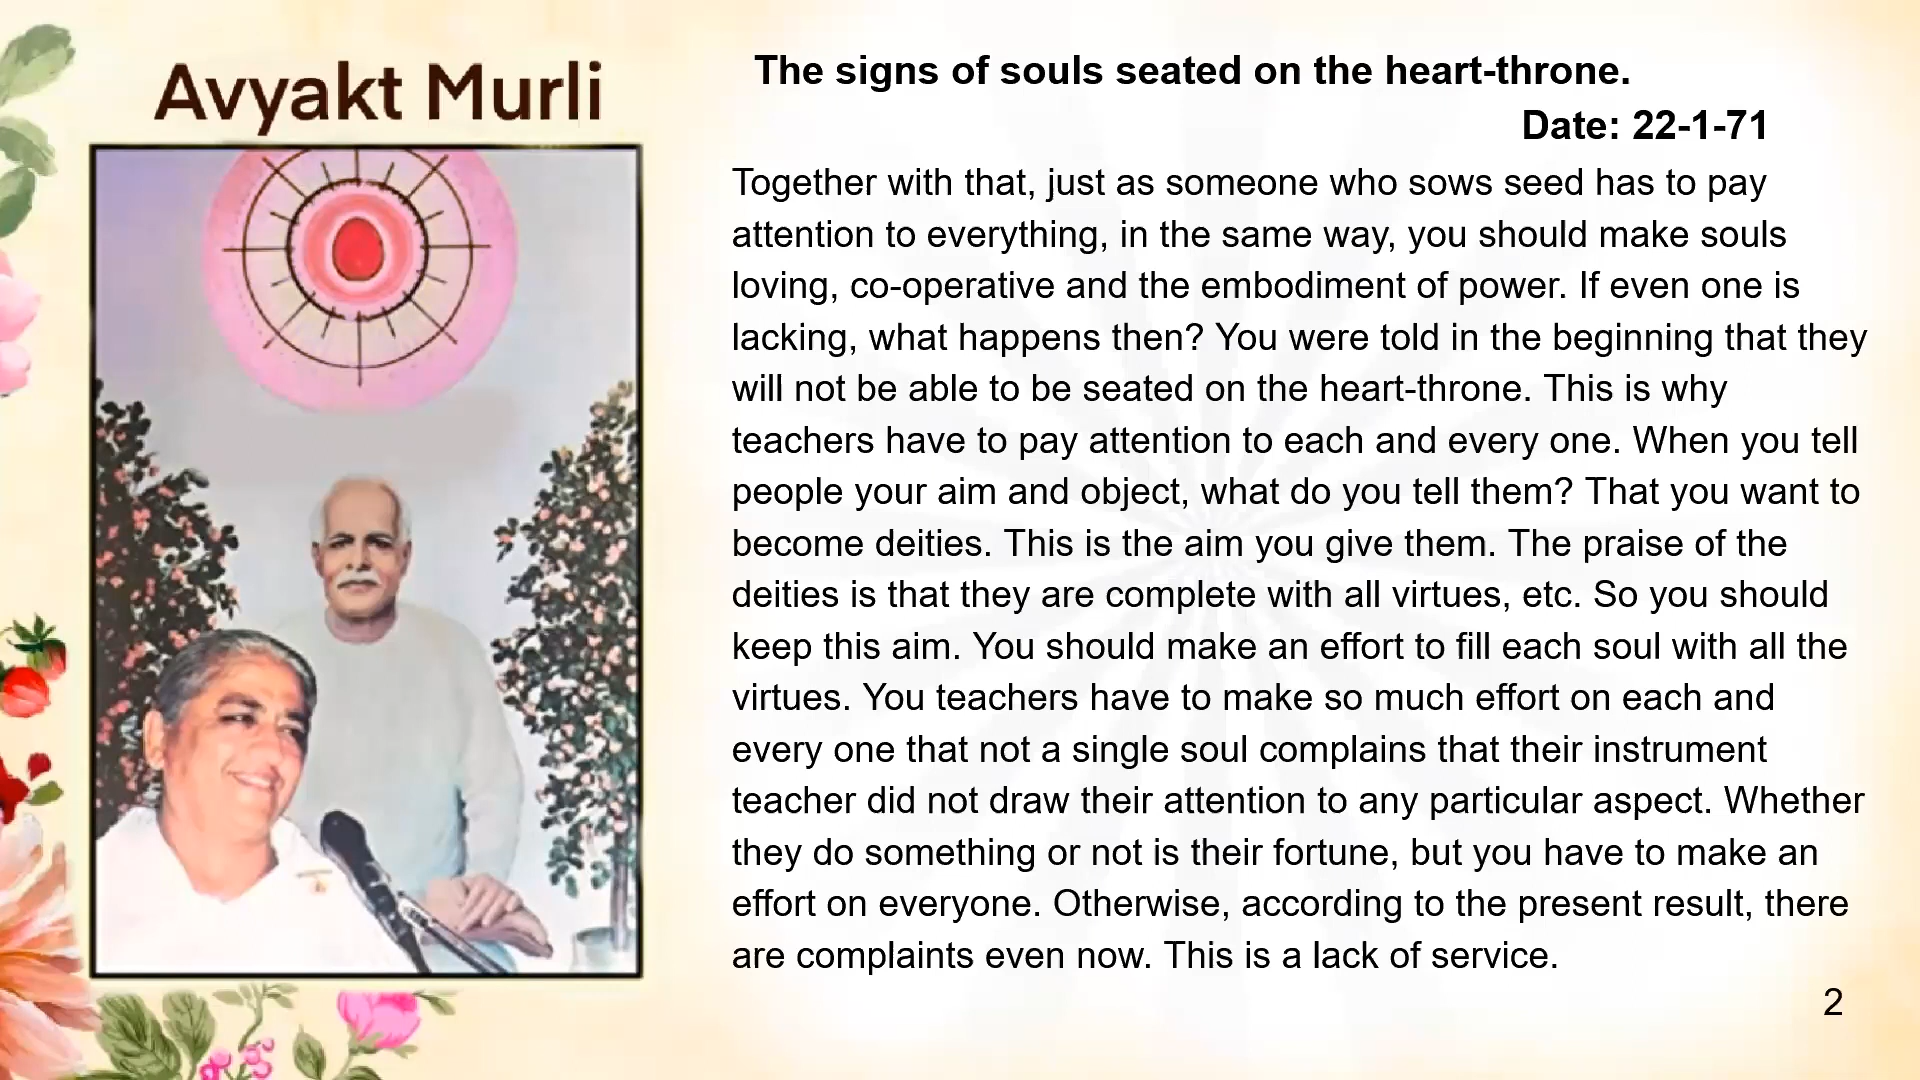 Avyakt Murli
The signs of souls seated on the heart-throne.
Date: 22-1-71
Together with that, just as someone who sows seed has to pay
attention to everything, in the same way, you should make souls
loving, co-operative and the embodiment of power. If even one is
lacking, what happens then? You were told in the beginning that they
will not be able to be seated on the heart-throne. This is why
teachers have to pay attention to each and every one. When you tell
people your aim and object, what do you tell them? That you want to
become deities. This is the aim you give them. The praise of the
deities is that they are complete with all virtues, etc. So you should
keep this aim. You should make an effort to fill each soul with all the
virtues. You teachers have to make so much effort on each and
every one that not a single soul complains that their instrument
teacher did not draw their attention to any particular aspect. Whether
they do something or not is their fortune, but you have to make an
effort on everyone. Otherwise, according to the present result, there
are complaints even now. This is a lack of service.
2